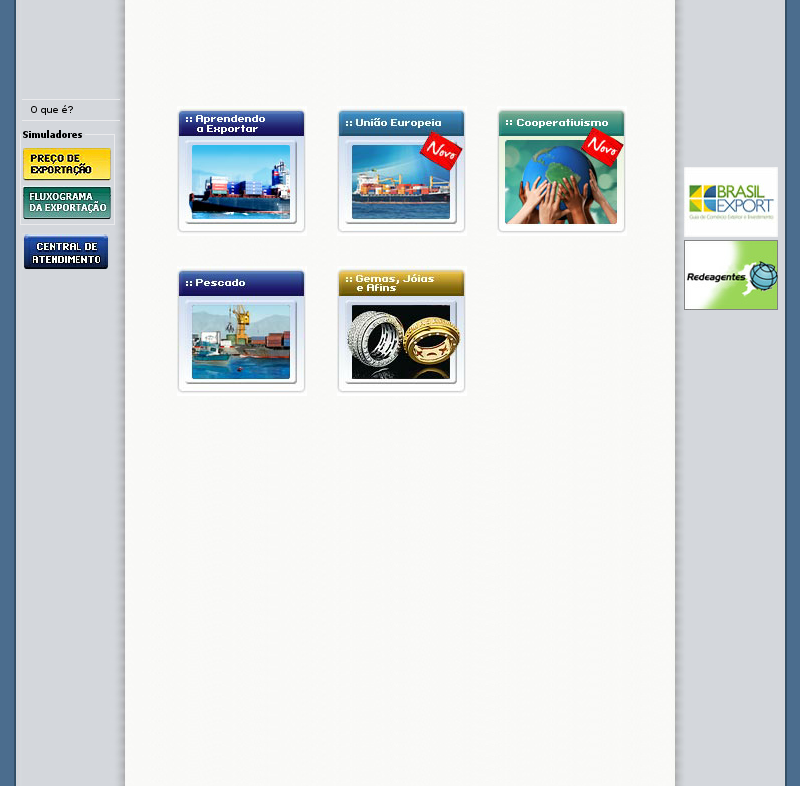 O que é?
Simuladores
PREÇO DE
EXPORTAÇÃO
FLUXOGRAMA
DA EXPORTAÇÃO
CENTRAL DE
ATENDIMENTO
:: Aprendendo
a Exportar
:: União Europeia
Novo
:: Cooperativismo
Novo
:: Pescado
:: Gemas, Jóias
e Afins
BRASIL
EXPORT
Guia de Comércio Exterior e Investimento
Redeagentes